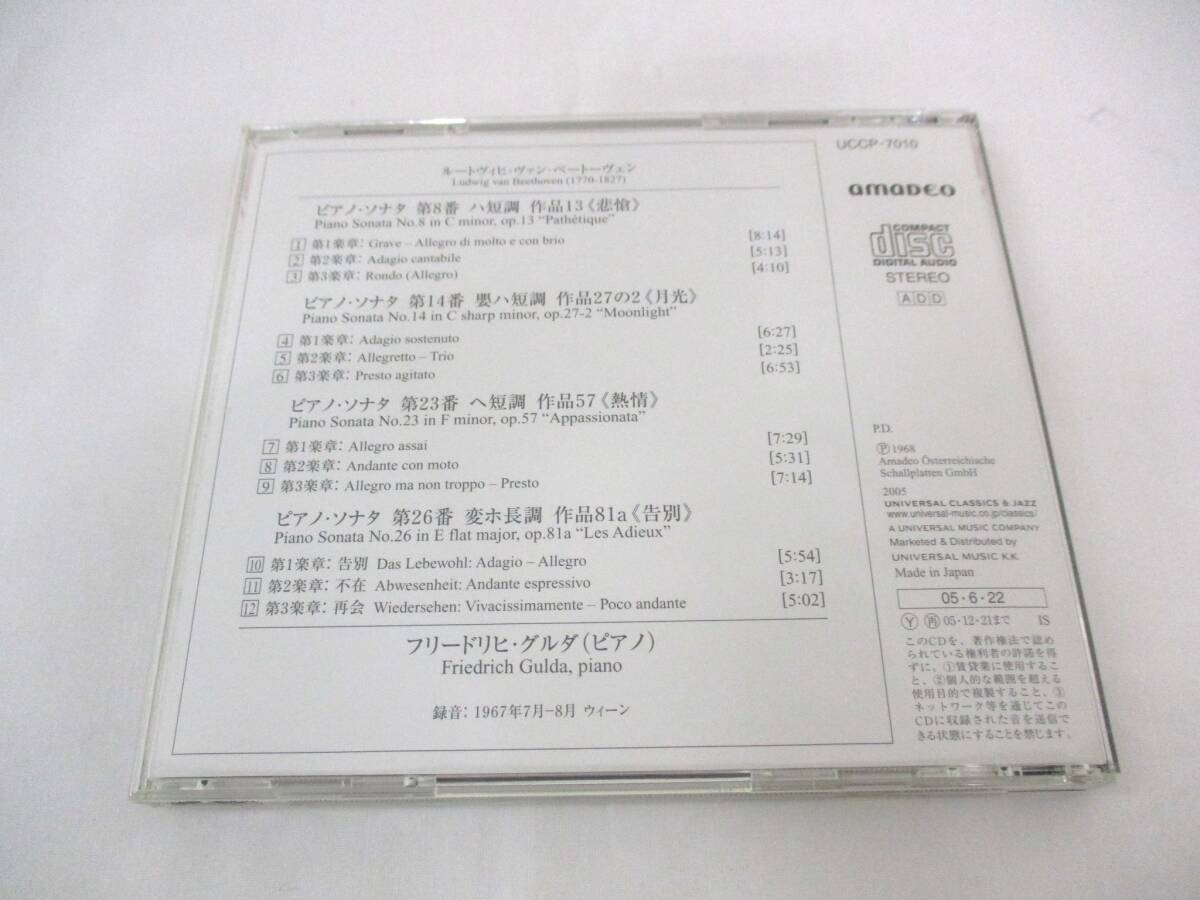 ルートヴィヒ・ヴァン・ベートーヴェン
Ludwig van Beethoven (1770-1827)
ピアノ・ソナタ 第8番 ハ短調 作品13《悲愴》
Piano Sonata No.8 in C minor, op.13 “Pathétique”
1 第1楽章: Grave – Allegro di molto e con brio [8:14]
2 第2楽章: Adagio cantabile [5:13]
3 第3楽章: Rondo (Allegro) [4:10]
ピアノ・ソナタ 第14番 嬰ハ短調 作品27の2《月光》
Piano Sonata No.14 in C sharp minor, op.27-2 “Moonlight”
4 第1楽章: Adagio sostenuto [6:27]
5 第2楽章: Allegretto – Trio [2:25]
6 第3楽章: Presto agitato [6:53]
ピアノ・ソナタ 第23番 ヘ短調 作品57《熱情》
Piano Sonata No.23 in F minor, op.57 “Appassionata”
7 第1楽章: Allegro assai [7:29]
8 第2楽章: Andante con moto [5:31]
9 第3楽章: Allegro ma non troppo – Presto [7:14]
ピアノ・ソナタ 第26番 変ホ長調 作品81a《告別》
Piano Sonata No.26 in E flat major, op.81a “Les Adieux”
10 第1楽章: 告別 Das Lebewohl: Adagio – Allegro [5:54]
11 第2楽章: 不在 Abwesenheit: Andante espressivo [3:17]
12 第3楽章: 再会 Wiedersehen: Vivacissimamente – Poco andante [5:02]
フリードリヒ・グルダ(ピアノ)
Friedrich Gulda, piano
録音: 1967年7月–8月 ウィーン
UCCP-7010
amadeo
COMPACT
disc
DIGITAL AUDIO
STEREO
ADD
P.D.
Ⓟ1968
Amadeo Österreichische
Schallplatten GmbH
2005
UNIVERSAL CLASSICS & JAZZ
www.universal-music.co.jp/classics/
A UNIVERSAL MUSIC COMPANY
Marketed & Distributed by
UNIVERSAL MUSIC K.K.
Made in Japan
05・6・22
Ⓨ 再 05・12・21まで IS
このCDを、著作権法で認め
られている権利者の許諾を得
ずに、①賃貸業に使用するこ
と、②個人的な範囲を超える
使用目的で複製すること、③
ネットワーク等を通じてこの
CDに収録された音を送信で
きる状態にすることを禁じます。